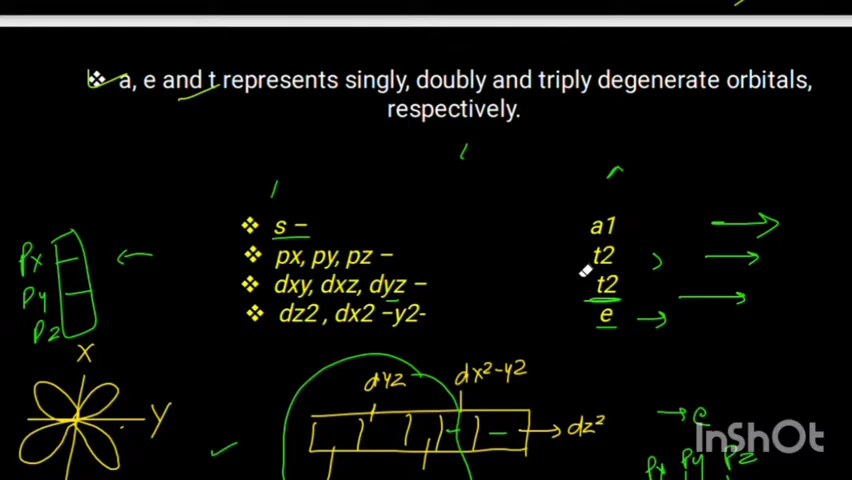 ❖ a, e and t represents singly, doubly and triply degenerate orbitals,
respectively.
❖ s – a1
❖ px, py, pz – t2
❖ dxy, dxz, dyz – t2
❖ dz2 , dx2 –y2- e
Px
Py
Pz
X
Y
dyz
dx²-y2
dz²
e
Px Py Pz
InShOt